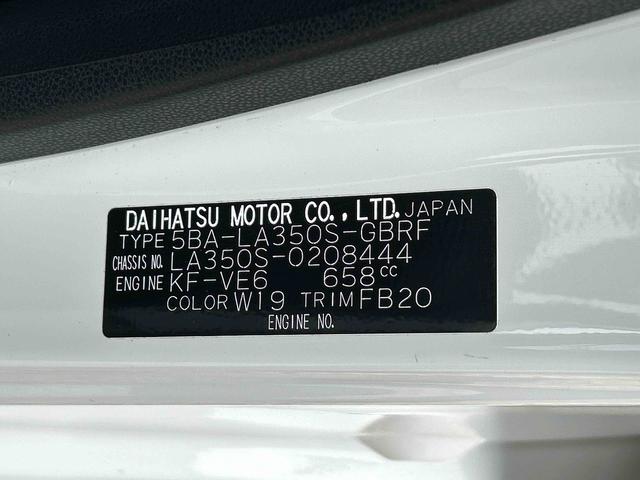 DAIHATSU MOTOR CO., LTD. JAPAN
TYPE 5BA-LA350S-GBRF
CHASSIS NO. LA350S-0208444
ENGINE KF-VE6 658cc
COLOR W19 TRIM FB20
ENGINE NO.